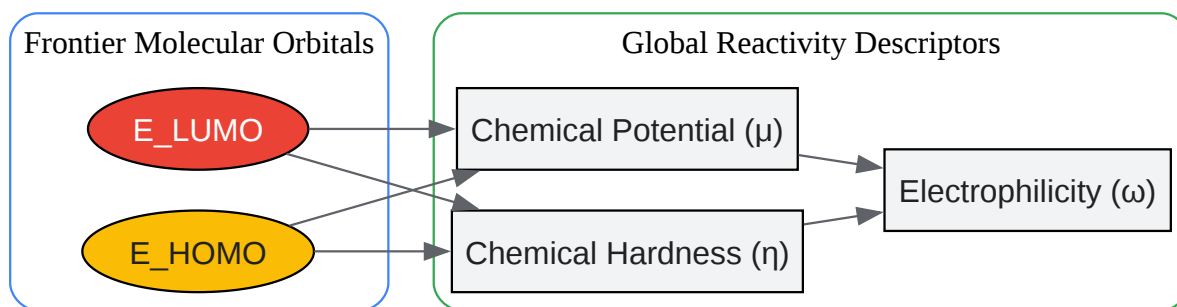 Frontier Molecular Orbitals
E_LUMO
E_HOMO
Global Reactivity Descriptors
Chemical Potential (μ)
Chemical Hardness (η)
Electrophilicity (ω)